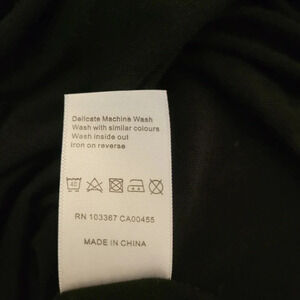 Delicate Machine Wash
Wash with similar colours
Wash inside out
Iron on reverse
40
RN 103367 CA00455
MADE IN CHINA